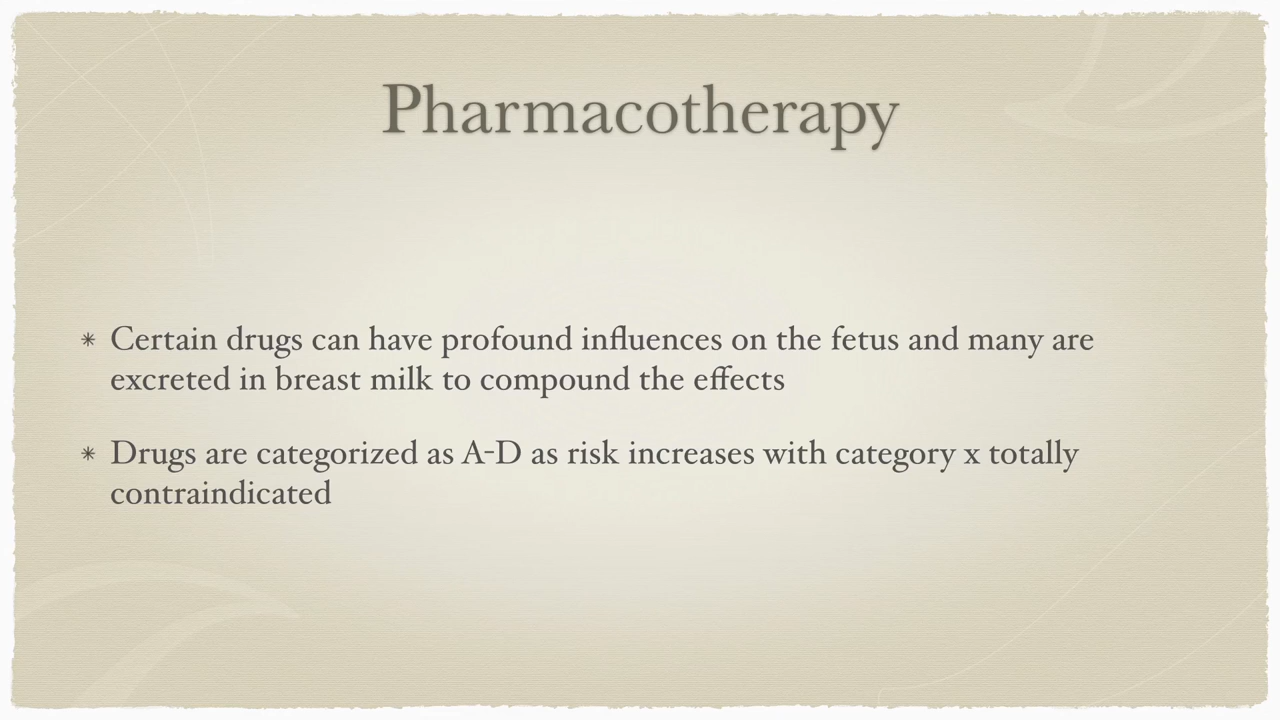 Pharmacotherapy
* Certain drugs can have profound influences on the fetus and many are
excreted in breast milk to compound the effects
* Drugs are categorized as A-D as risk increases with category x totally
contraindicated